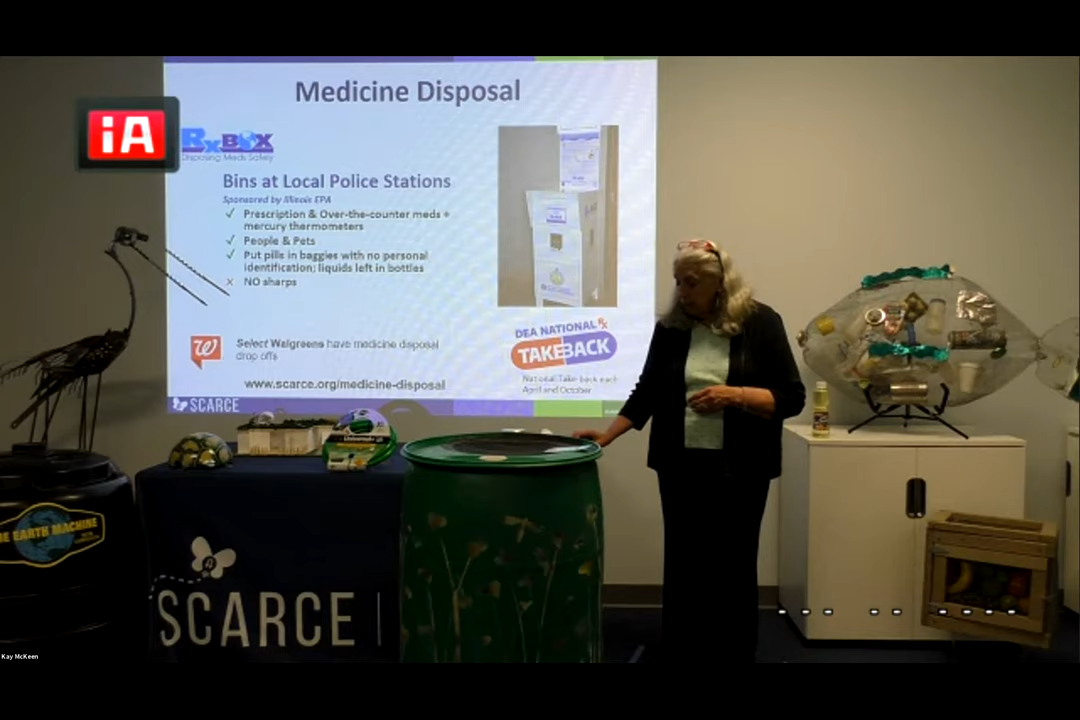 Medicine Disposal
iA
RxBOX
Disposing Meds Safely
Bins at Local Police Stations
Sponsored by Illinois EPA
✓ Prescription & Over-the-counter meds +
mercury thermometers
✓ People & Pets
✓ Put pills in baggies with no personal
identification; liquids left in bottles
× NO sharps
W
Select Walgreens have medicine disposal
drop offs
www.scarce.org/medicine-disposal
DEA NATIONAL Rx
TAKEBACK
National Take-back each
April and October
SCARCE
THE EARTH MACHINE
SCARCE
Kay McKeen